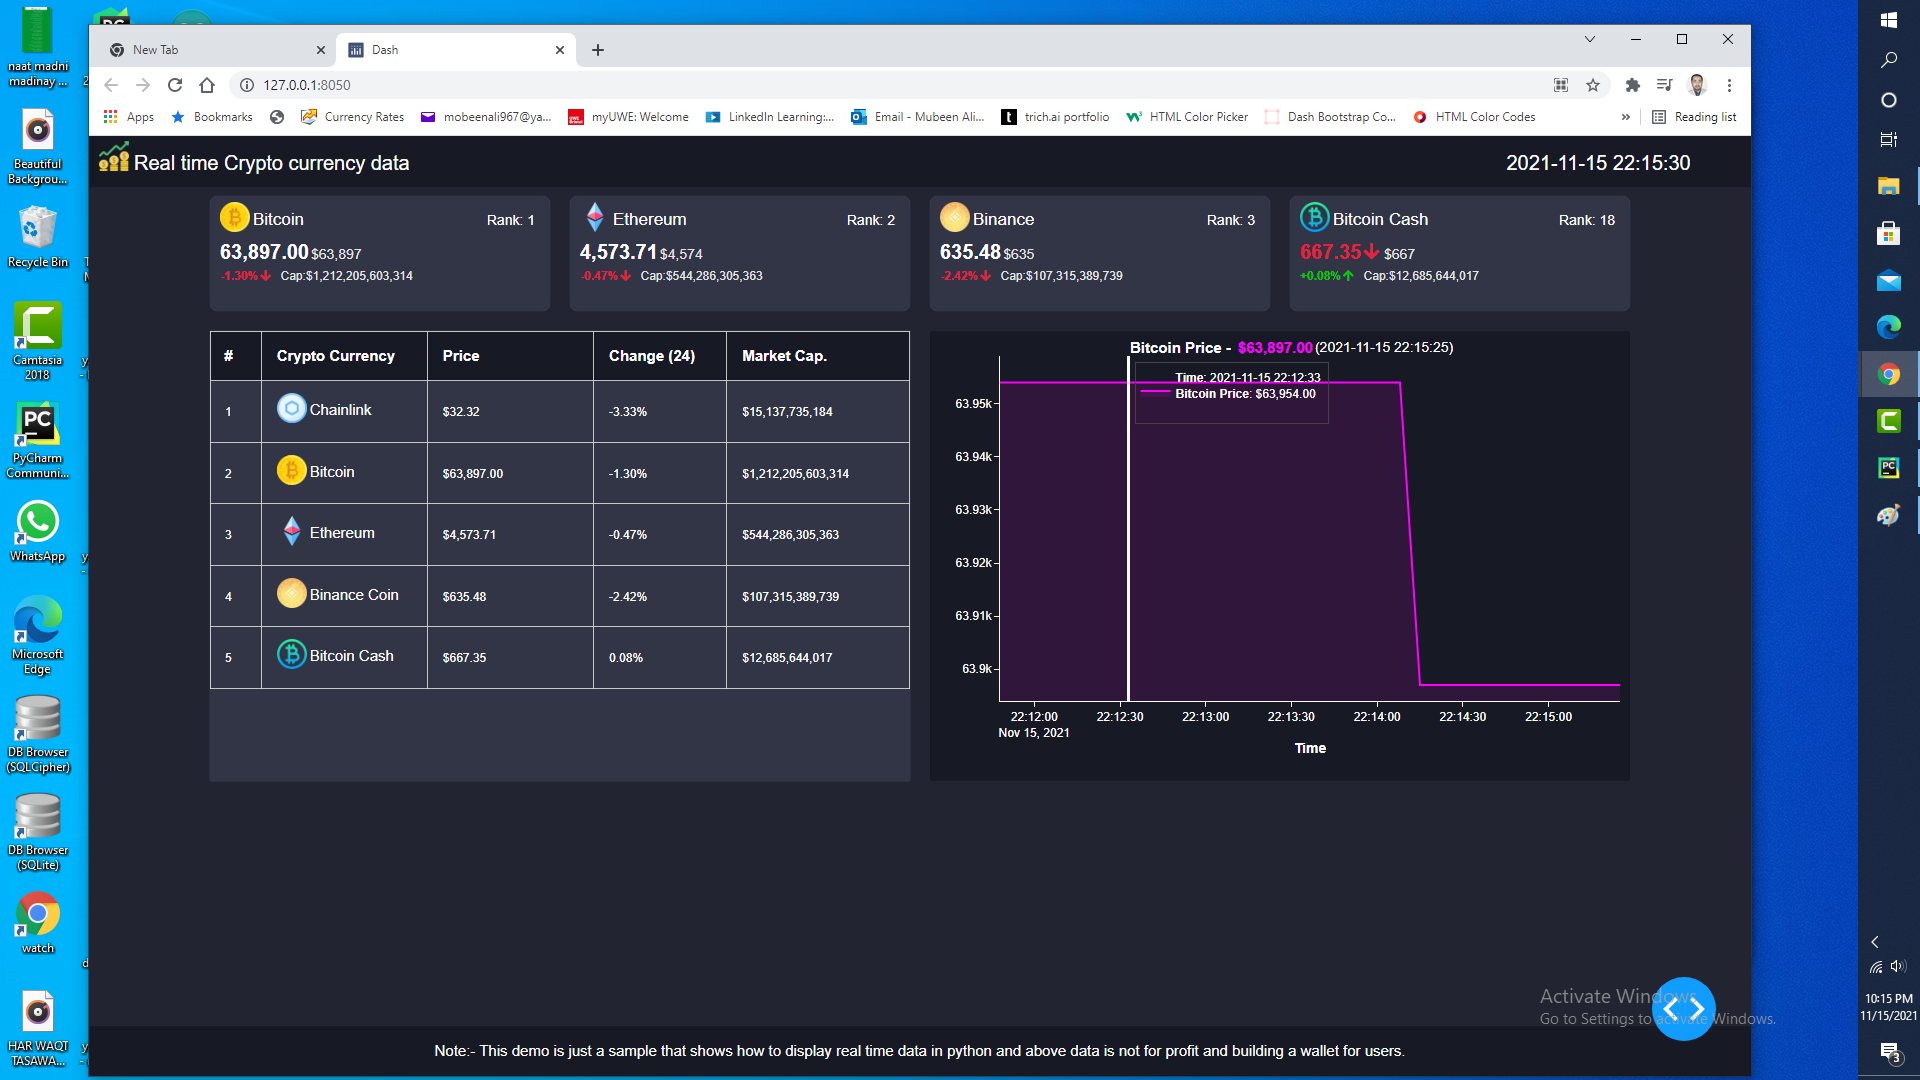 naat madni
madinay ...
Beautiful
Backgrou...
Recycle Bin
Camtasia
2018
PyCharm
Communi...
WhatsApp
Microsoft
Edge
DB Browser
(SQLCipher)
DB Browser
(SQLite)
watch
HAR WAQT
TASAWA...
New Tab
Dash
127.0.0.1:8050
Apps
Bookmarks
Currency Rates
mobeenali967@ya...
myUWE: Welcome
LinkedIn Learning:...
Email - Mubeen Ali...
trich.ai portfolio
HTML Color Picker
Dash Bootstrap Co...
HTML Color Codes
»
Reading list
Real time Crypto currency data
2021-11-15 22:15:30
Bitcoin Rank: 1
63,897.00 $63,897
-1.30% Cap:$1,212,205,603,314
Ethereum Rank: 2
4,573.71 $4,574
-0.47% Cap:$544,286,305,363
Binance Rank: 3
635.48 $635
-2.42% Cap:$107,315,389,739
Bitcoin Cash Rank: 18
667.35 $667
+0.08% Cap:$12,685,644,017
# Crypto Currency Price Change (24) Market Cap.
1 Chainlink $32.32 -3.33% $15,137,735,184
2 Bitcoin $63,897.00 -1.30% $1,212,205,603,314
3 Ethereum $4,573.71 -0.47% $544,286,305,363
4 Binance Coin $635.48 -2.42% $107,315,389,739
5 Bitcoin Cash $667.35 0.08% $12,685,644,017
Bitcoin Price - $63,897.00 (2021-11-15 22:15:25)
Time: 2021-11-15 22:12:33
Bitcoin Price: $63,954.00
63.95k
63.94k
63.93k
63.92k
63.91k
63.9k
22:12:00 22:12:30 22:13:00 22:13:30 22:14:00 22:14:30 22:15:00
Nov 15, 2021
Time
Activate Windows
Go to Settings to activate Windows.
Note:- This demo is just a sample that shows how to display real time data in python and above data is not for profit and building a wallet for users.
10:15 PM
11/15/2021
3